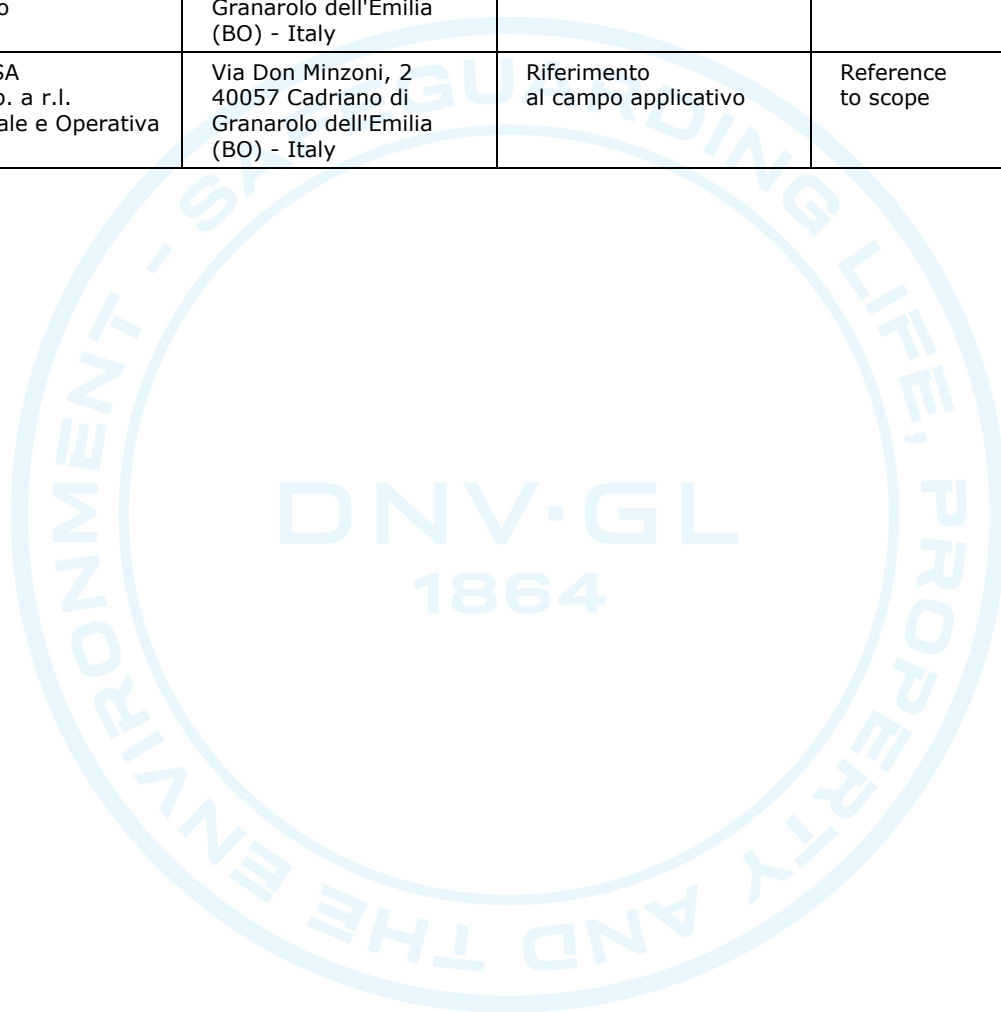 Granarolo dell'Emilia
(BO) - Italy
SA
a r.l.
ale e Operativa
Via Don Minzoni, 2
40057 Cadriano di
Granarolo dell'Emilia
(BO) - Italy
Riferimento
al campo applicativo
Reference
to scope
SAFEGUARDING LIFE, PROPERTY AND THE ENVIRONMENT -
DNV·GL
1864